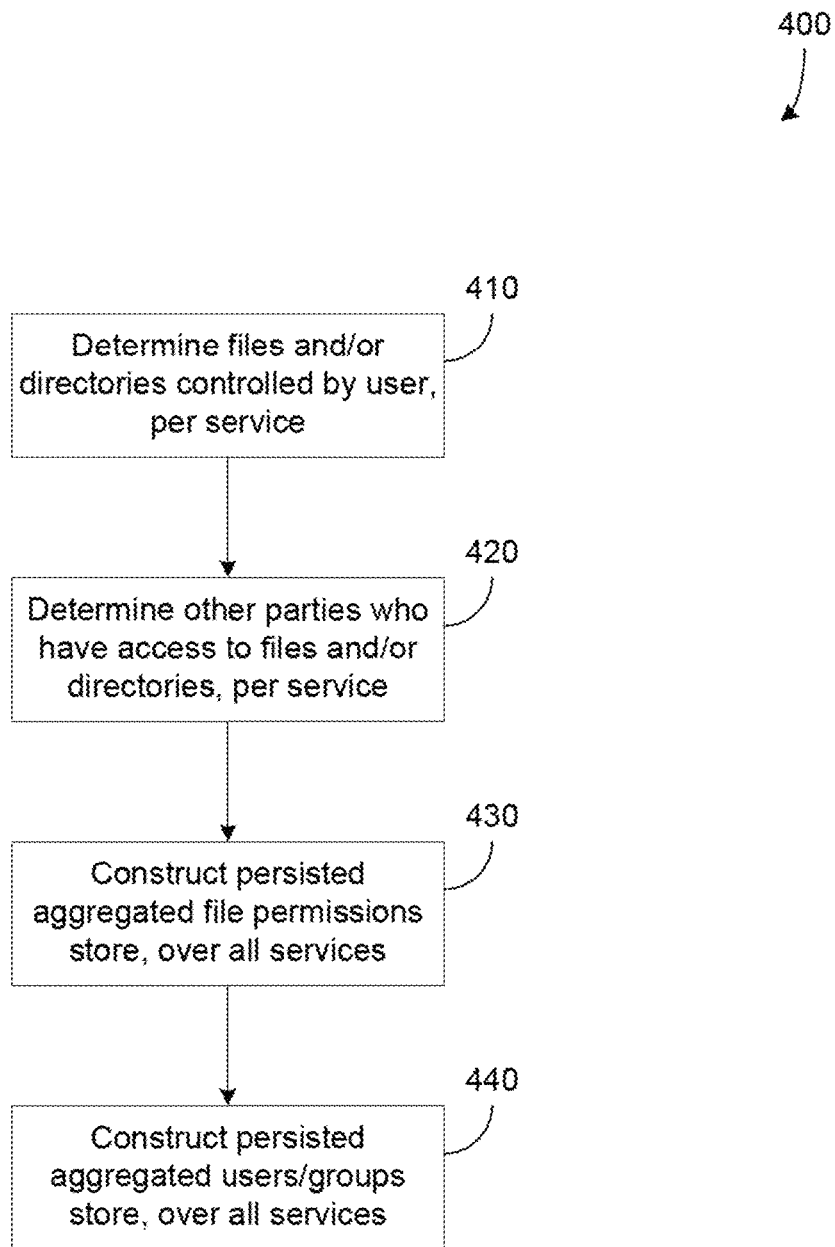 400
410
Determine files and/or
directories controlled by user,
per service
420
Determine other parties who
have access to files and/or
directories, per service
430
Construct persisted
aggregated file permissions
store, over all services
440
Construct persisted
aggregated users/groups
store, over all services